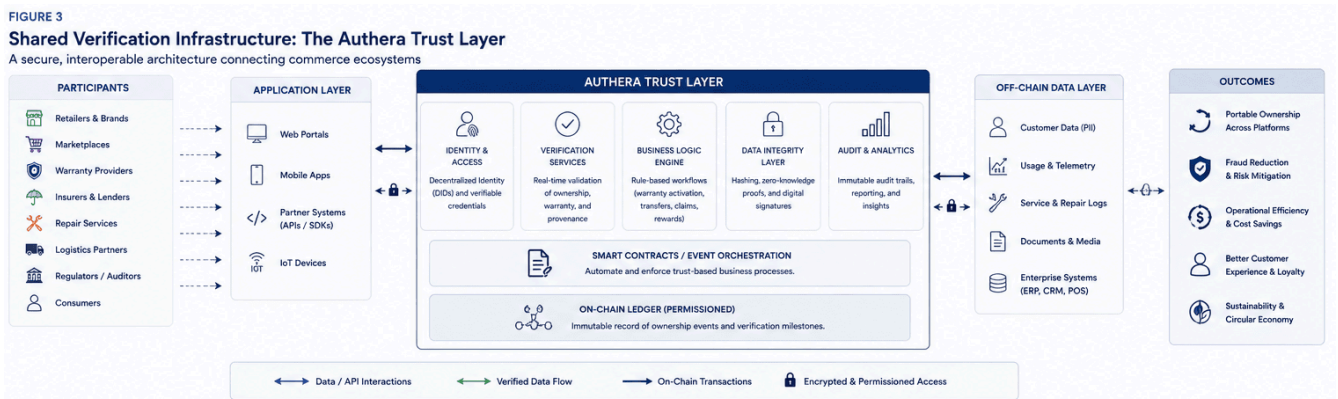 FIGURE 3
Shared Verification Infrastructure: The Authera Trust Layer
A secure, interoperable architecture connecting commerce ecosystems
PARTICIPANTS
Retailers & Brands
Marketplaces
Warranty Providers
Insurers & Lenders
Repair Services
Logistics Partners
Regulators / Auditors
Consumers
APPLICATION LAYER
Web Portals
Mobile Apps
Partner Systems
(APIs / SDKs)
IOT
IoT Devices
AUTHERA TRUST LAYER
IDENTITY &
ACCESS
Decentralized Identity
(DIDs) and verifiable
credentials
VERIFICATION
SERVICES
Real-time validation
of ownership,
warranty, and
provenance
BUSINESS LOGIC
ENGINE
Rule-based workflows
(warranty activation,
transfers, claims,
rewards)
DATA INTEGRITY
LAYER
Hashing, zero-knowledge
proofs, and digital
signatures
AUDIT & ANALYTICS
Immutable audit trails,
reporting, and
insights
SMART CONTRACTS / EVENT ORCHESTRATION
Automate and enforce trust-based business processes.
ON-CHAIN LEDGER (PERMISSIONED)
Immutable record of ownership events and verification milestones.
OFF-CHAIN DATA LAYER
Customer Data (PII)
Usage & Telemetry
Service & Repair Logs
Documents & Media
Enterprise Systems
(ERP, CRM, POS)
OUTCOMES
Portable Ownership
Across Platforms
Fraud Reduction
& Risk Mitigation
Operational Efficiency
& Cost Savings
Better Customer
Experience & Loyalty
Sustainability &
Circular Economy
Data / API Interactions
Verified Data Flow
On-Chain Transactions
Encrypted & Permissioned Access